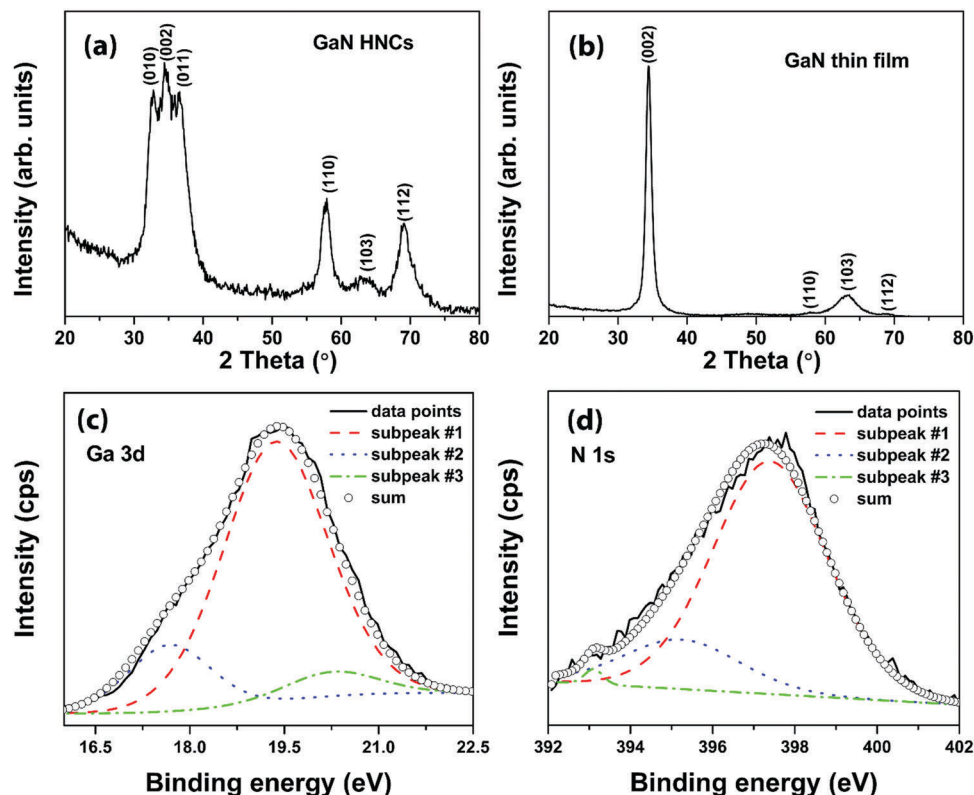 (a)
GaN HNCs
(010)
(002)
(011)
(110)
(103)
(112)
Intensity (arb. units)
20 30 40 50 60 70 80
2 Theta (°)
(b)
GaN thin film
(002)
(110)
(103)
(112)
Intensity (arb. units)
20 30 40 50 60 70 80
2 Theta (°)
(c)
Ga 3d
data points
subpeak #1
subpeak #2
subpeak #3
sum
Intensity (cps)
16.5 18.0 19.5 21.0 22.5
Binding energy (eV)
(d)
N 1s
data points
subpeak #1
subpeak #2
subpeak #3
sum
Intensity (cps)
392 394 396 398 400 402
Binding energy (eV)